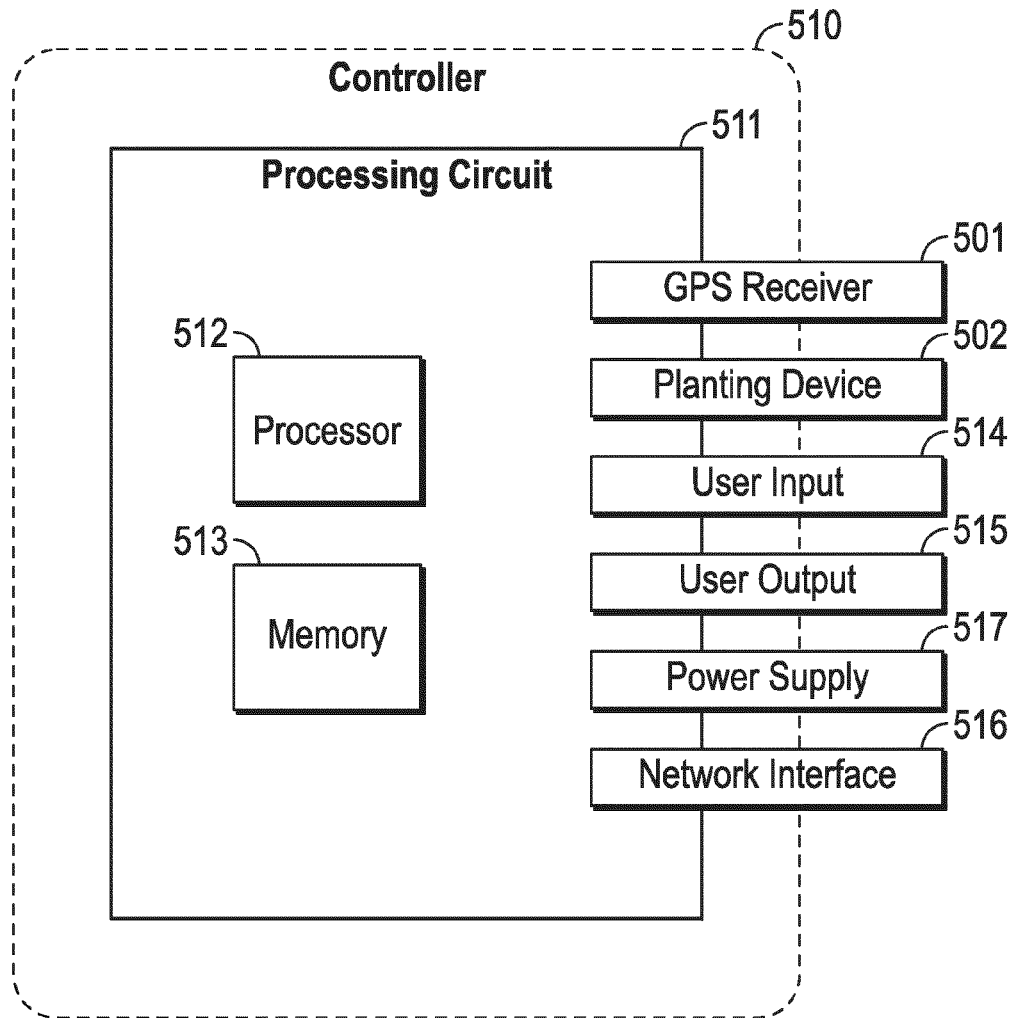 510
Controller
511
Processing Circuit
501
GPS Receiver
512
502
Planting Device
Processor
514
User Input
513
515
User Output
Memory
517
Power Supply
516
Network Interface